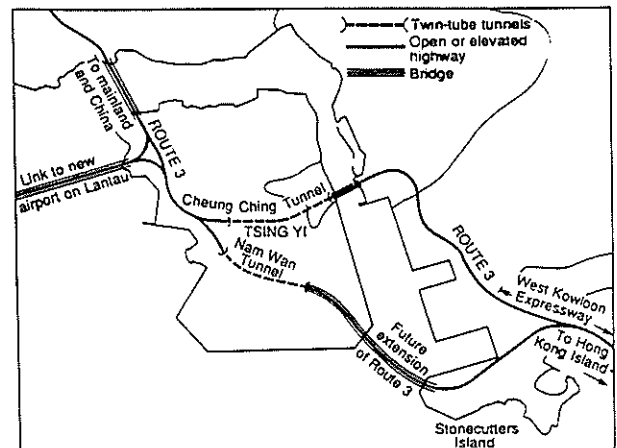 Twin-tube tunnels
Open or elevated
highway
Bridge
To mainland
and China
ROUTE 3
Link to new
airport on Lantau
Cheung Ching Tunnel
TSING YI
Nam Wan
Tunnel
ROUTE 3
West Kowloon
Expressway
Future
extension
of Route 3
To Hong
Kong Island
Stonecutters
Island